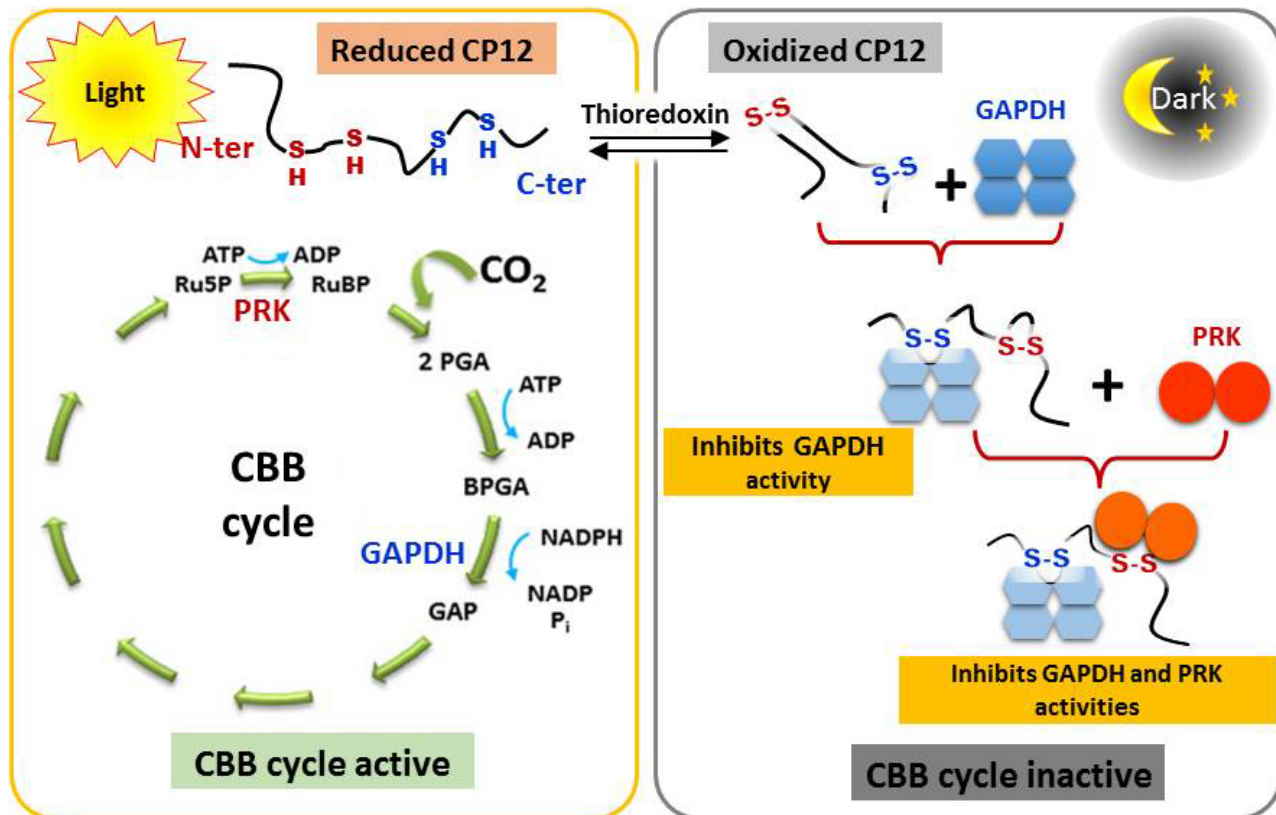 Light
Reduced CP12
N-ter
S S S S
H H H H
C-ter
Thioredoxin
ATP ADP
Ru5P RuBP
PRK
CO2
2 PGA
ATP
ADP
BPGA
GAPDH
NADPH
NADP
Pi
GAP
CBB
cycle
CBB cycle active
Oxidized CP12
Dark
S-S
S-S
+
GAPDH
S-S
S-S
+
PRK
Inhibits GAPDH
activity
S-S
S-S
Inhibits GAPDH and PRK
activities
CBB cycle inactive